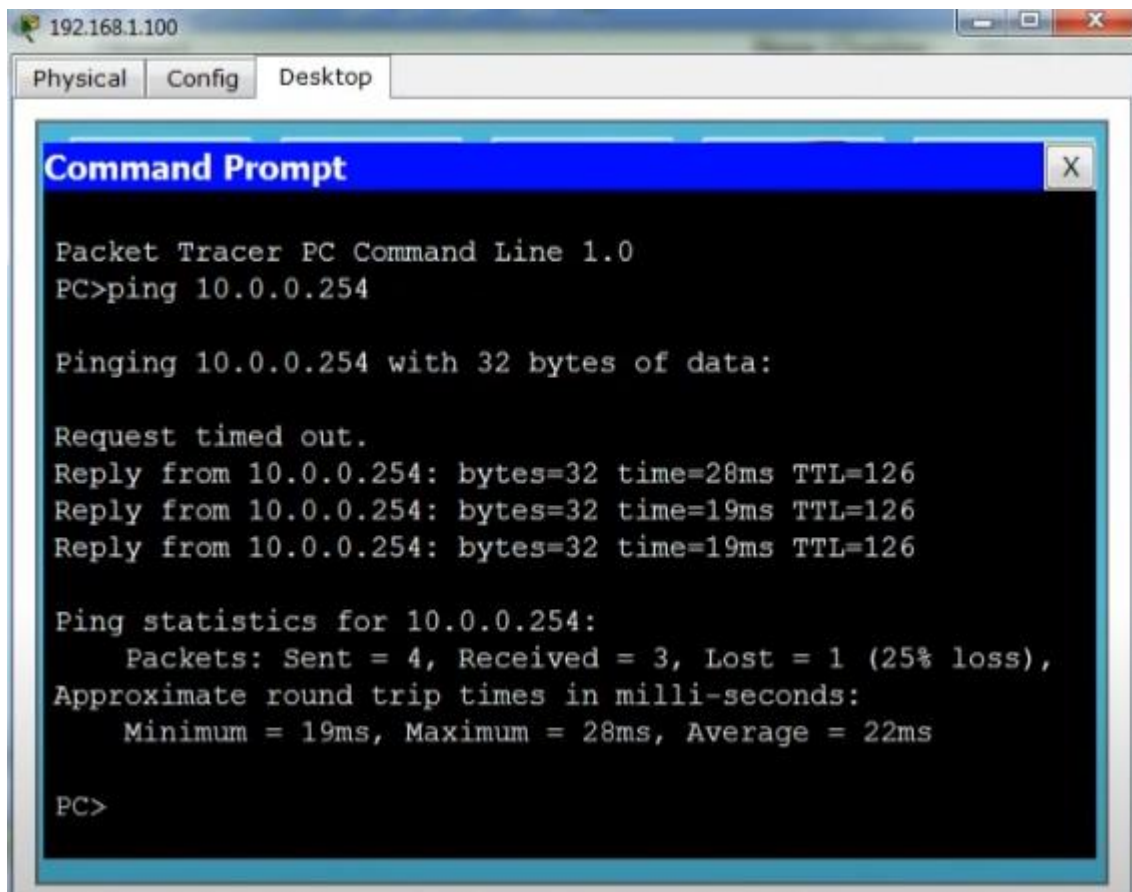 192.168.1.100
Physical Config Desktop
Command Prompt
X
Packet Tracer PC Command Line 1.0
PC>ping 10.0.0.254
Pinging 10.0.0.254 with 32 bytes of data:
Request timed out.
Reply from 10.0.0.254: bytes=32 time=28ms TTL=126
Reply from 10.0.0.254: bytes=32 time=19ms TTL=126
Reply from 10.0.0.254: bytes=32 time=19ms TTL=126
Ping statistics for 10.0.0.254:
Packets: Sent = 4, Received = 3, Lost = 1 (25% loss),
Approximate round trip times in milli-seconds:
Minimum = 19ms, Maximum = 28ms, Average = 22ms
PC>